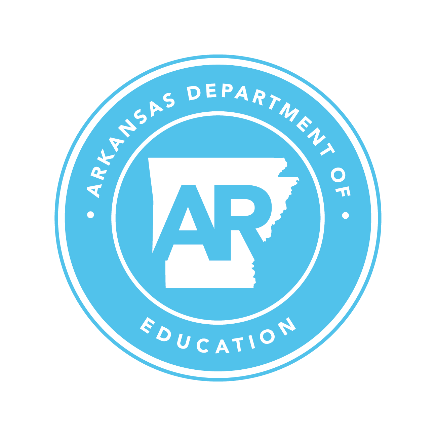 ARKANSAS DEPARTMENT OF
AR
EDUCATION